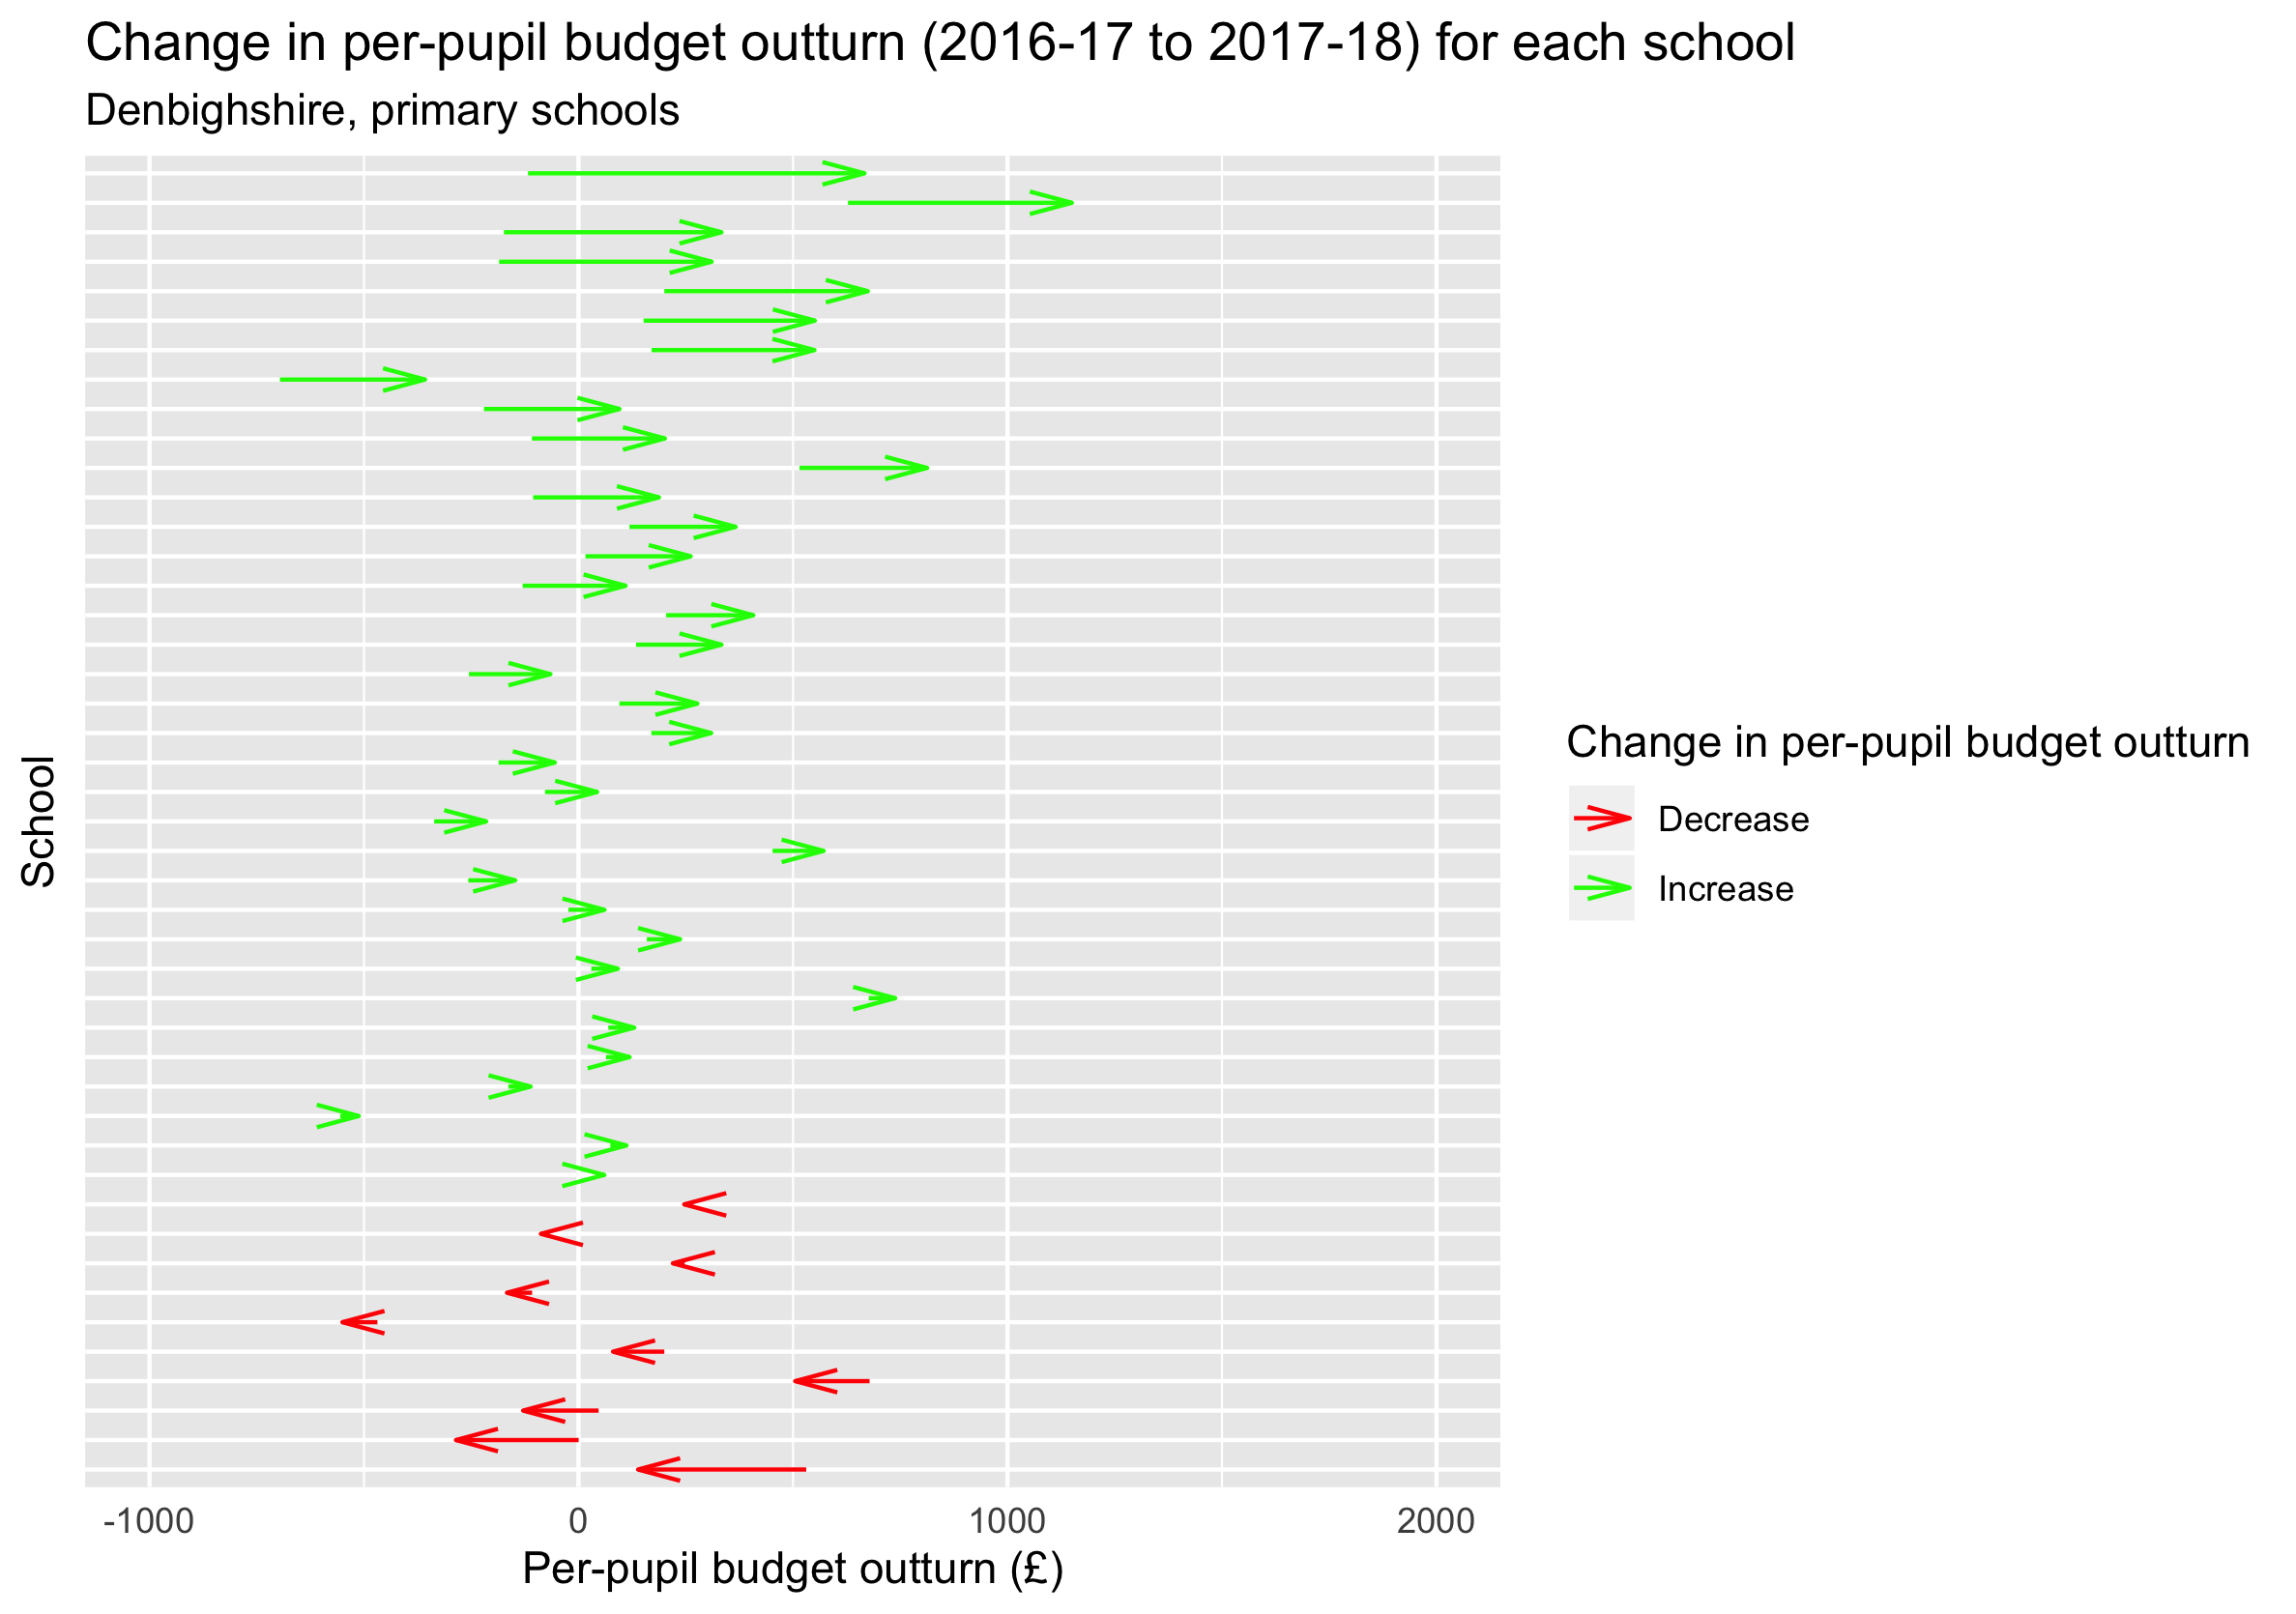 Change in per-pupil budget outturn (2016-17 to 2017-18) for each school
Denbighshire, primary schools
School
Change in per-pupil budget outturn
Decrease
Increase
-1000 0 1000 2000
Per-pupil budget outturn (£)